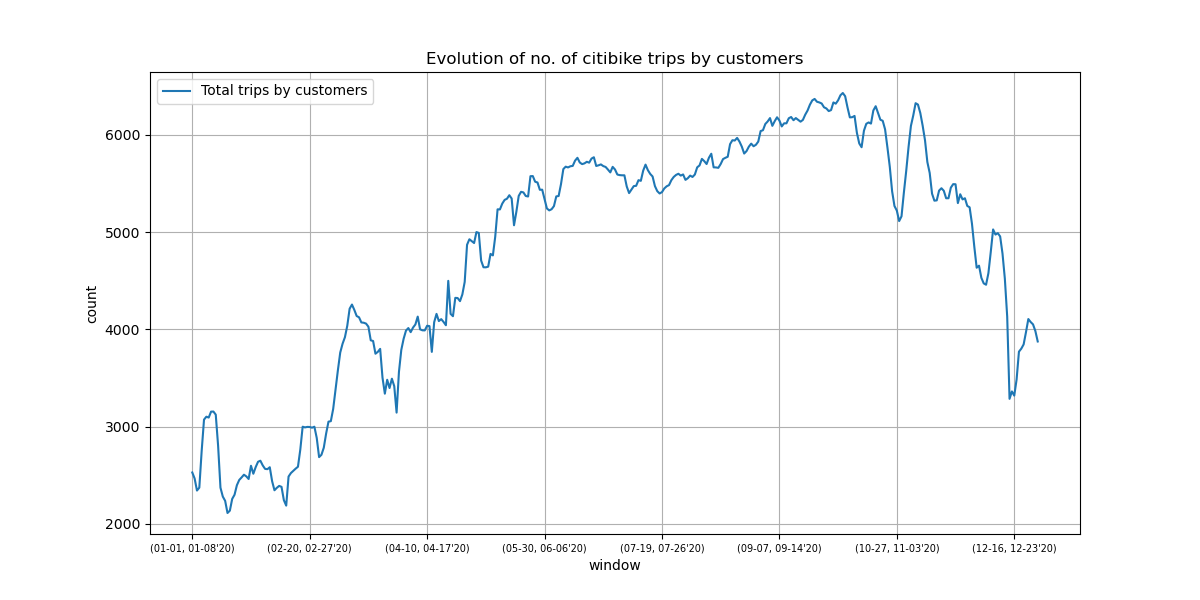 Evolution of no. of citibike trips by customers
Total trips by customers
6000
5000
4000
3000
2000
count
(01-01, 01-08'20) (02-20, 02-27'20) (04-10, 04-17'20) (05-30, 06-06'20) (07-19, 07-26'20) (09-07, 09-14'20) (10-27, 11-03'20) (12-16, 12-23'20)
window